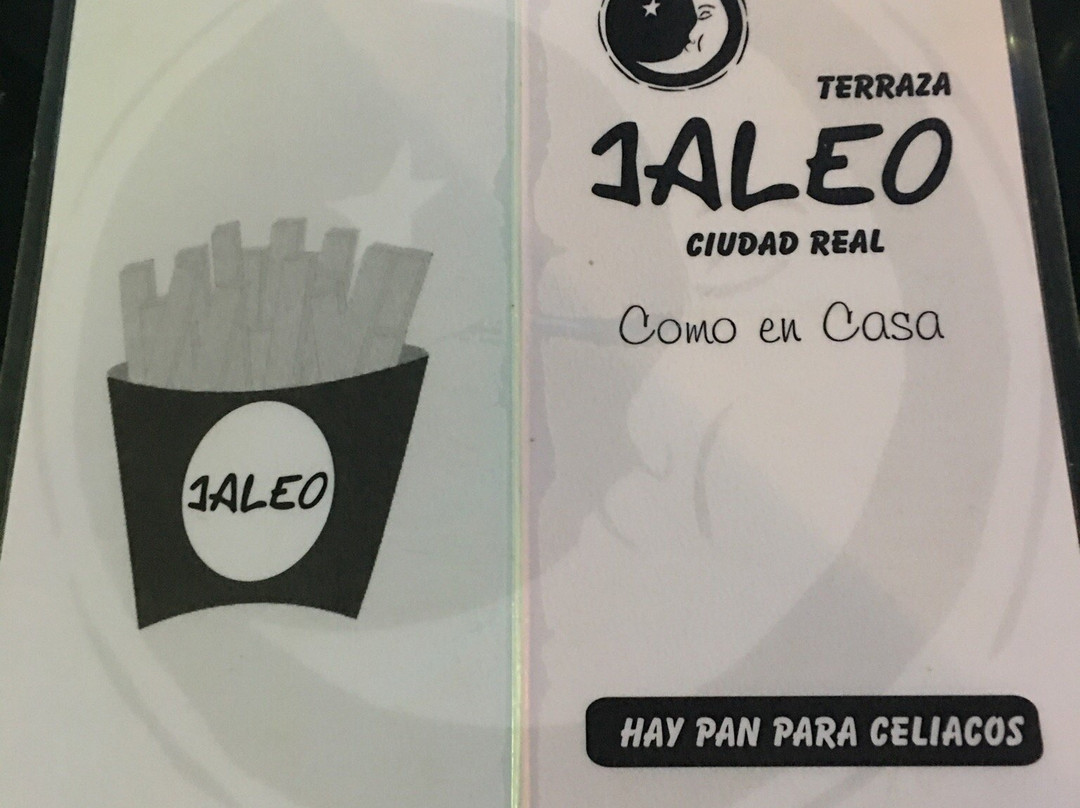 JALEO
TERRAZA
JALEO
CIUDAD REAL
Como en Casa
HAY PAN PARA CELIACOS